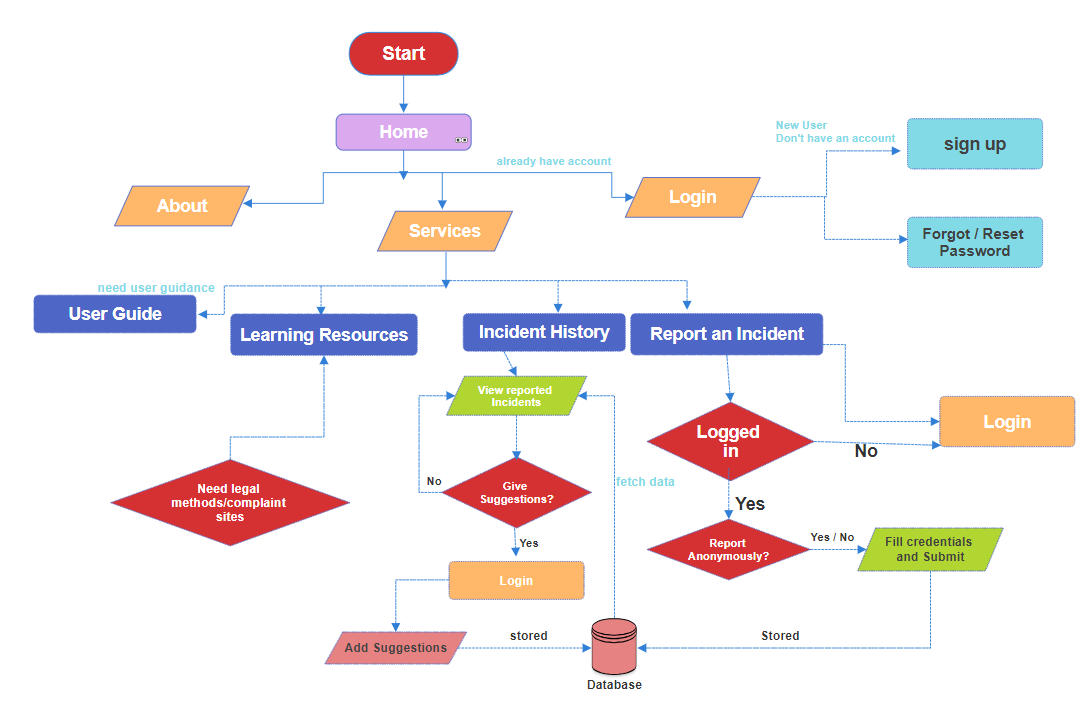 Start
Home
New User
Don't have an account
sign up
already have account
About
Login
Services
Forgot / Reset
Password
need user guidance
User Guide
Learning Resources
Incident History
Report an Incident
View reported
Incidents
Logged
in
Login
No
Need legal
methods/complaint
sites
No
Give
Suggestions?
fetch data
Yes
Yes
Report
Anonymously?
Yes / No
Fill credentials
and Submit
Login
Add Suggestions
stored
Stored
Database